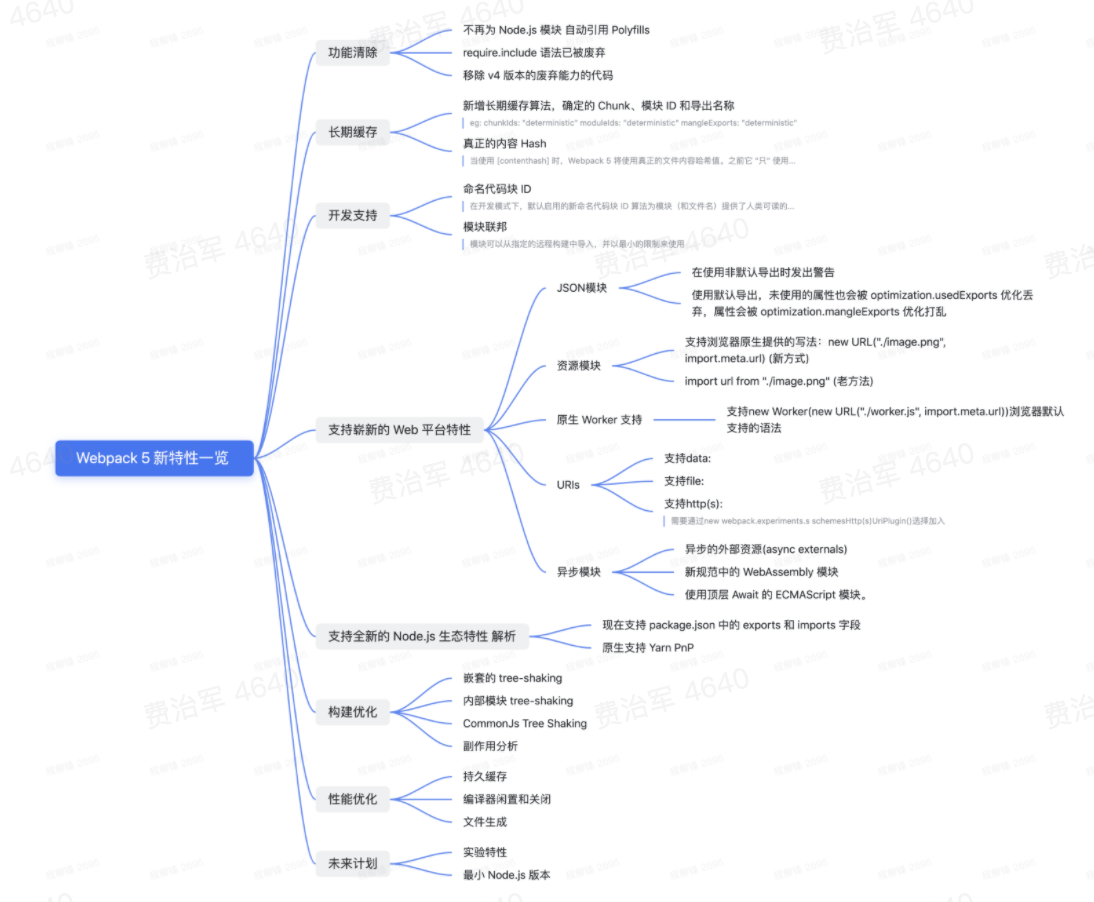 Webpack 5 新特性一览
功能清除
不再为 Node.js 模块 自动引用 Polyfills
require.include 语法已被废弃
移除 v4 版本的废弃能力的代码
长期缓存
新增长期缓存算法，确定的 Chunk、模块 ID 和导出名称
eg: chunkIds: "deterministic" moduleIds: "deterministic" mangleExports: "deterministic"
真正的内容 Hash
当使用 [contenthash] 时，Webpack 5 将使用真正的文件内容哈希值。之前它 "只" 使用...
开发支持
命名代码块 ID
在开发模式下，默认启用的新命名代码块 ID 算法为模块（和文件名）提供了人类可读的...
模块联邦
模块可以从指定的远程构建中导入，并以最小的限制来使用
支持崭新的 Web 平台特性
JSON模块
在使用非默认导出时发出警告
使用默认导出，未使用的属性也会被 optimization.usedExports 优化丢
弃，属性会被 optimization.mangleExports 优化打乱
资源模块
支持浏览器原生提供的写法：new URL("./image.png",
import.meta.url) (新方式)
import url from "./image.png" (老方法)
原生 Worker 支持
支持new Worker(new URL("./worker.js", import.meta.url))浏览器默认
支持的语法
URIs
支持data:
支持file:
支持http(s):
需要通过new webpack.experiments.s schemesHttp(s)UriPlugin()选择加入
异步模块
异步的外部资源(async externals)
新规范中的 WebAssembly 模块
使用顶层 Await 的 ECMAScript 模块。
支持全新的 Node.js 生态特性 解析
现在支持 package.json 中的 exports 和 imports 字段
原生支持 Yarn PnP
构建优化
嵌套的 tree-shaking
内部模块 tree-shaking
CommonJs Tree Shaking
副作用分析
性能优化
持久缓存
编译器闲置和关闭
文件生成
未来计划
实验特性
最小 Node.js 版本
费治军 4640